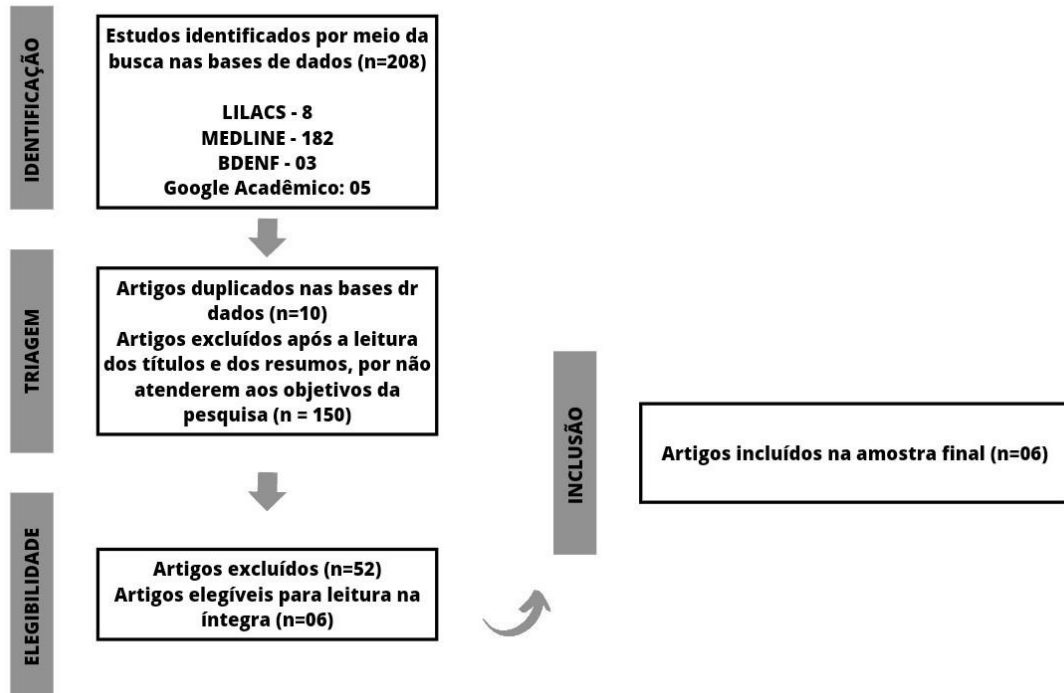 IDENTIFICAÇÃO
Estudos identificados por meio da
busca nas bases de dados (n=208)
LILACS - 8
MEDLINE - 182
BDENF - 03
Google Acadêmico: 05
TRIAGEM
Artigos duplicados nas bases dr
dados (n=10)
Artigos excluídos após a leitura
dos títulos e dos resumos, por não
atenderem aos objetivos da
pesquisa (n = 150)
ELEGIBILIDADE
Artigos excluídos (n=52)
Artigos elegíveis para leitura na
íntegra (n=06)
INCLUSÃO
Artigos incluídos na amostra final (n=06)